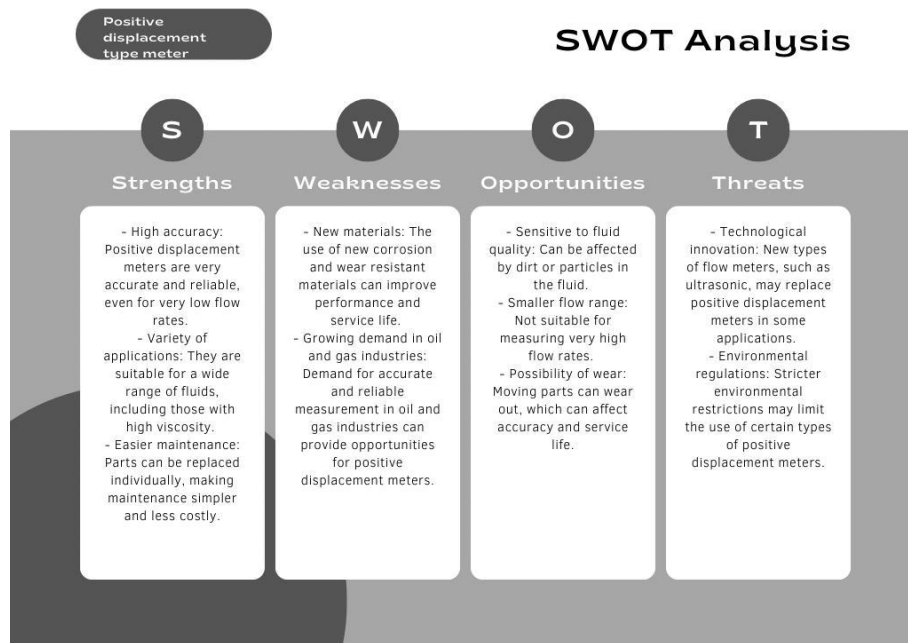 Positive
displacement
type meter
SWOT Analysis
S
W
O
T
Strengths
Weaknesses
Opportunities
Threats
- High accuracy:
Positive displacement
meters are very
accurate and reliable,
even for very low flow
rates.
- Variety of
applications: They are
suitable for a wide
range of fluids,
including those with
high viscosity.
- Easier maintenance:
Parts can be replaced
individually, making
maintenance simpler
and less costly.
- New materials: The
use of new corrosion
and wear resistant
materials can improve
performance and
service life.
- Growing demand in oil
and gas industries:
Demand for accurate
and reliable
measurement in oil and
gas industries can
provide opportunities
for positive
displacement meters.
- Sensitive to fluid
quality: Can be affected
by dirt or particles in
the fluid.
- Smaller flow range:
Not suitable for
measuring very high
flow rates.
- Possibility of wear:
Moving parts can wear
out, which can affect
accuracy and service
life.
- Technological
innovation: New types
of flow meters, such as
ultrasonic, may replace
positive displacement
meters in some
applications.
- Environmental
regulations: Stricter
environmental
restrictions may limit
the use of certain types
of positive
displacement meters.